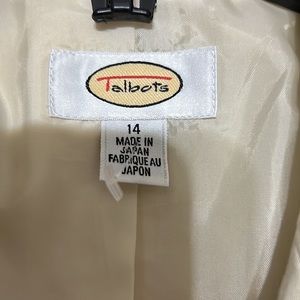 Talbots
14
MADE IN
JAPAN
FABRIQUE AU
JAPON